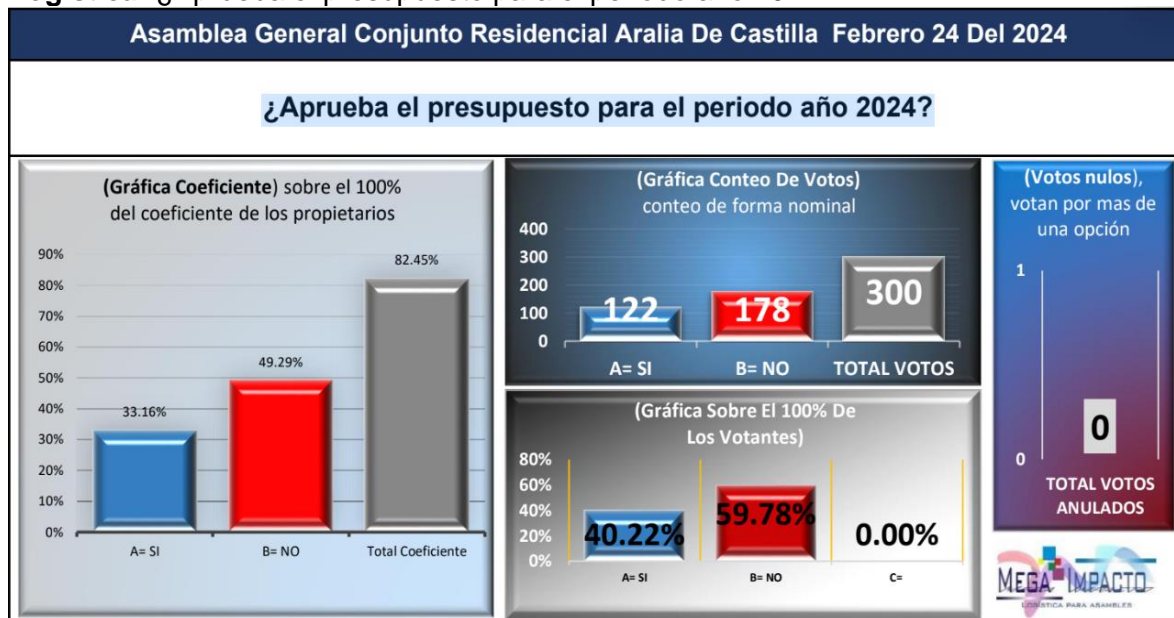 Asamblea General Conjunto Residencial Aralia De Castilla Febrero 24 Del 2024
¿Aprueba el presupuesto para el periodo año 2024?
(Gráfica Coeficiente) sobre el 100%
del coeficiente de los propietarios
90%
80%
70%
60%
50%
40%
30%
20%
10%
0%
33.16%
49.29%
82.45%
A= SI
B= NO
Total Coeficiente
(Gráfica Conteo De Votos)
conteo de forma nominal
400
300
200
100
0
122
178
300
A= SI
B= NO
TOTAL VOTOS
(Gráfica Sobre El 100% De
Los Votantes)
80%
60%
40%
20%
0%
40.22%
59.78%
0.00%
A= SI
B= NO
C=
(Votos nulos),
votan por mas de
una opción
1
0
0
TOTAL VOTOS
ANULADOS
MEGA IMPACTO
LOGÍSTICA PARA ASAMBLES